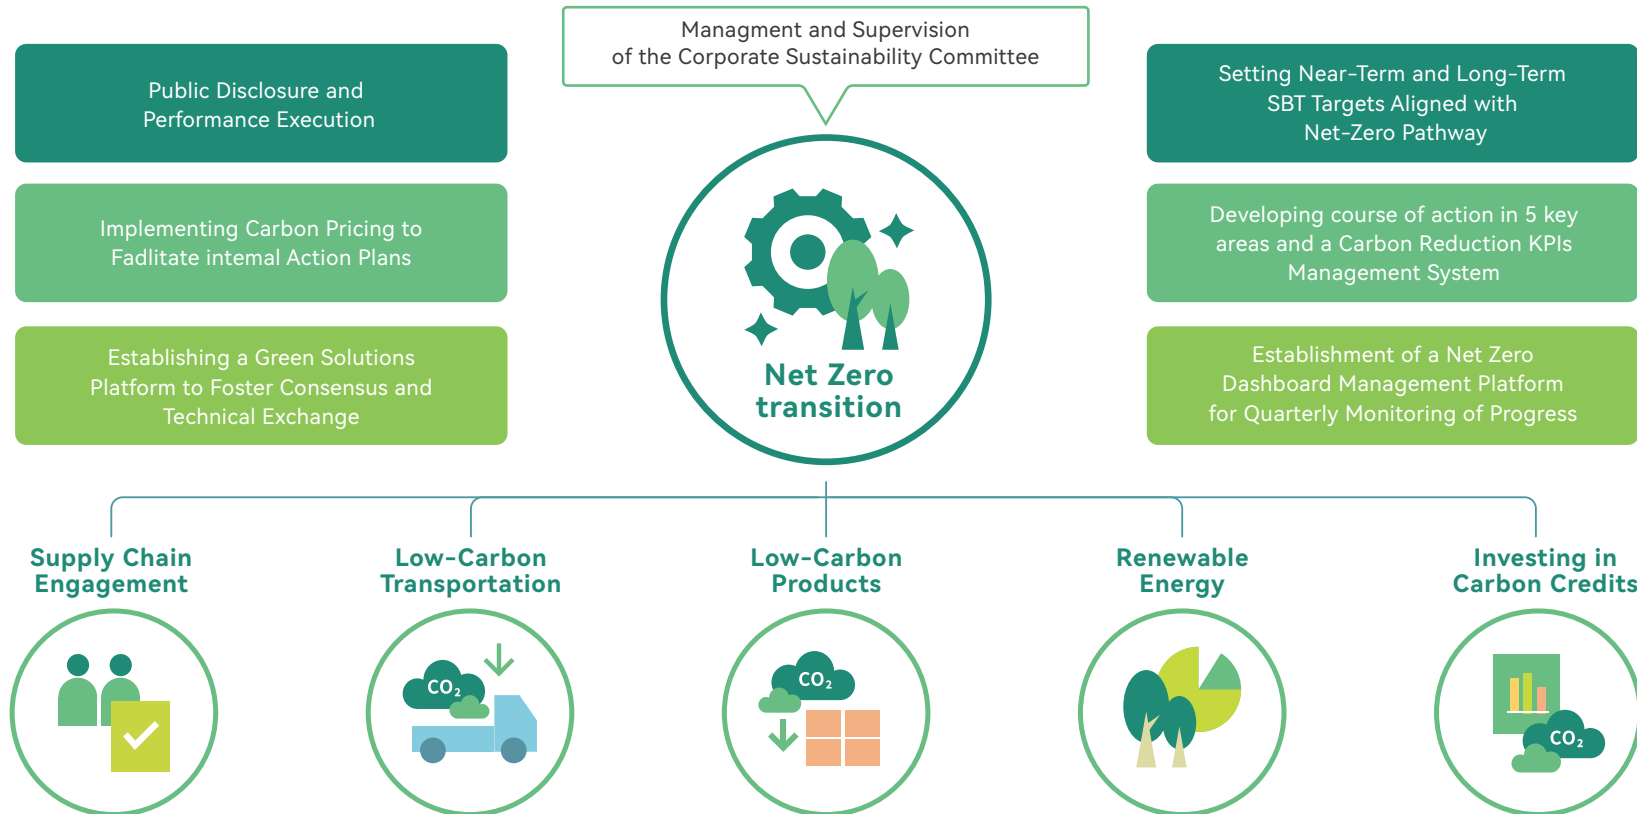 Managment and Supervision
of the Corporate Sustainability Committee
Public Disclosure and
Performance Execution
Implementing Carbon Pricing to
Fadlitate intemal Action Plans
Establishing a Green Solutions
Platform to Foster Consensus and
Technical Exchange
Net Zero
transition
Setting Near-Term and Long-Term
SBT Targets Aligned with
Net-Zero Pathway
Developing course of action in 5 key
areas and a Carbon Reduction KPIs
Management System
Establishment of a Net Zero
Dashboard Management Platform
for Quarterly Monitoring of Progress
Supply Chain
Engagement
Low-Carbon
Transportation
CO₂
Low-Carbon
Products
CO₂
Renewable
Energy
Investing in
Carbon Credits
CO₂